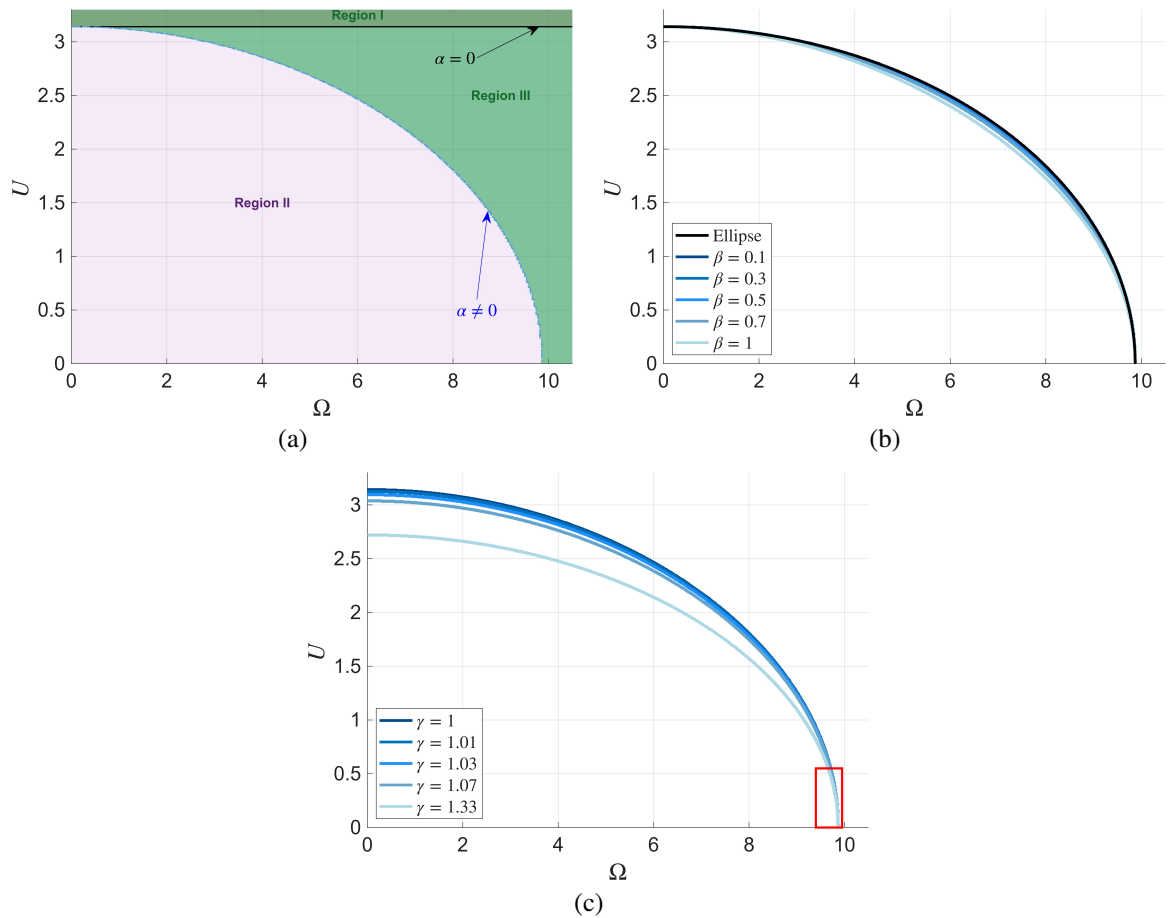 Region I
3
α = 0
2.5
Region III
2
U
1.5
Region II
1
0.5
α ≠ 0
0
0 2 4 6 8 10
Ω
(a)
3
2.5
2
U
1.5
Ellipse
1
β = 0.1
β = 0.3
0.5
β = 0.5
β = 0.7
0
β = 1
0 2 4 6 8 10
Ω
(b)
3
2.5
2
U
1.5
1
γ = 1
γ = 1.01
0.5
γ = 1.03
γ = 1.07
0
γ = 1.33
0 2 4 6 8 10
Ω
(c)